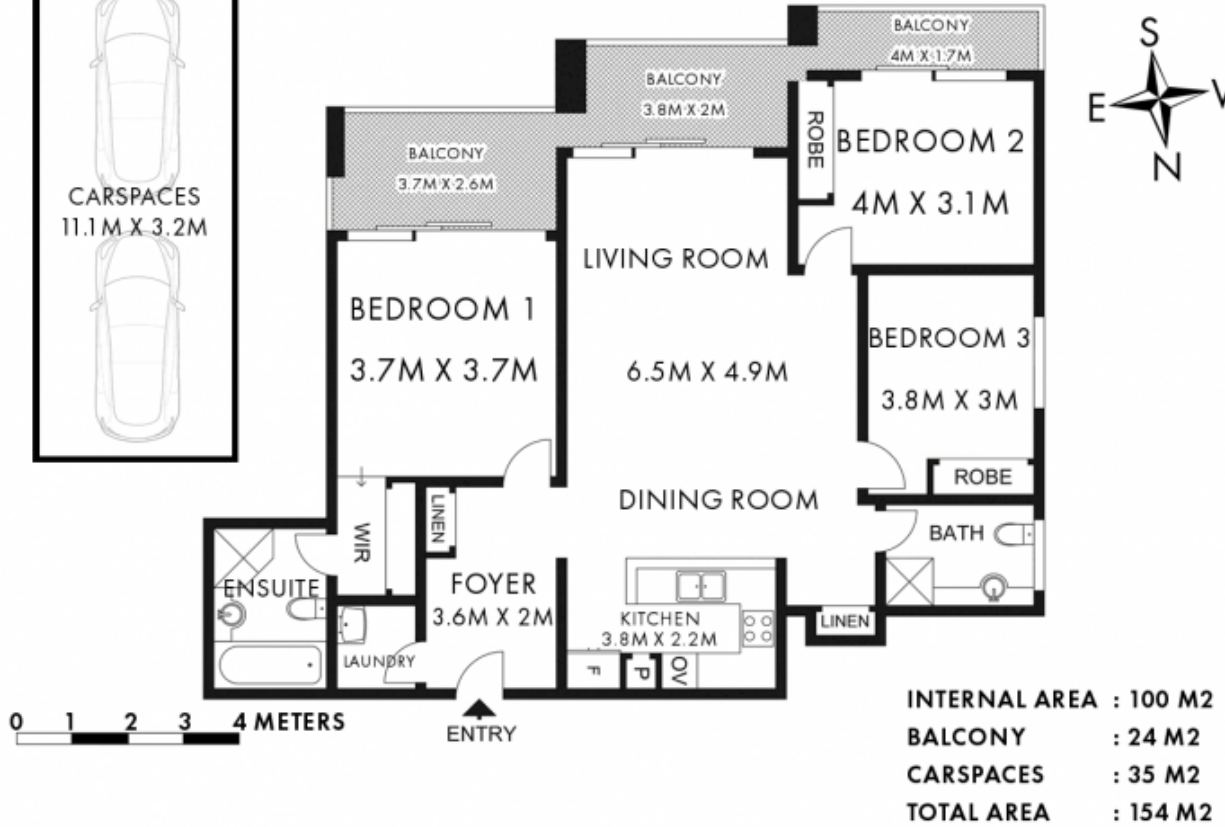 CARSPACES
11.1M X 3.2M
BALCONY
3.7M X 2.6M
BALCONY
3.8M X 2M
BALCONY
4M X 1.7M
S
E
N
ROBE
BEDROOM 2
4M X 3.1M
LIVING ROOM
6.5M X 4.9M
BEDROOM 1
3.7M X 3.7M
BEDROOM 3
3.8M X 3M
ROBE
DINING ROOM
WIR
LINEN
BATH
ENSUITE
FOYER
3.6M X 2M
KITCHEN
3.8M X 2.2M
LINEN
LAUNDRY
F
P
OV
ENTRY
0 1 2 3 4 METERS
INTERNAL AREA : 100 M2
BALCONY : 24 M2
CARSPACES : 35 M2
TOTAL AREA : 154 M2